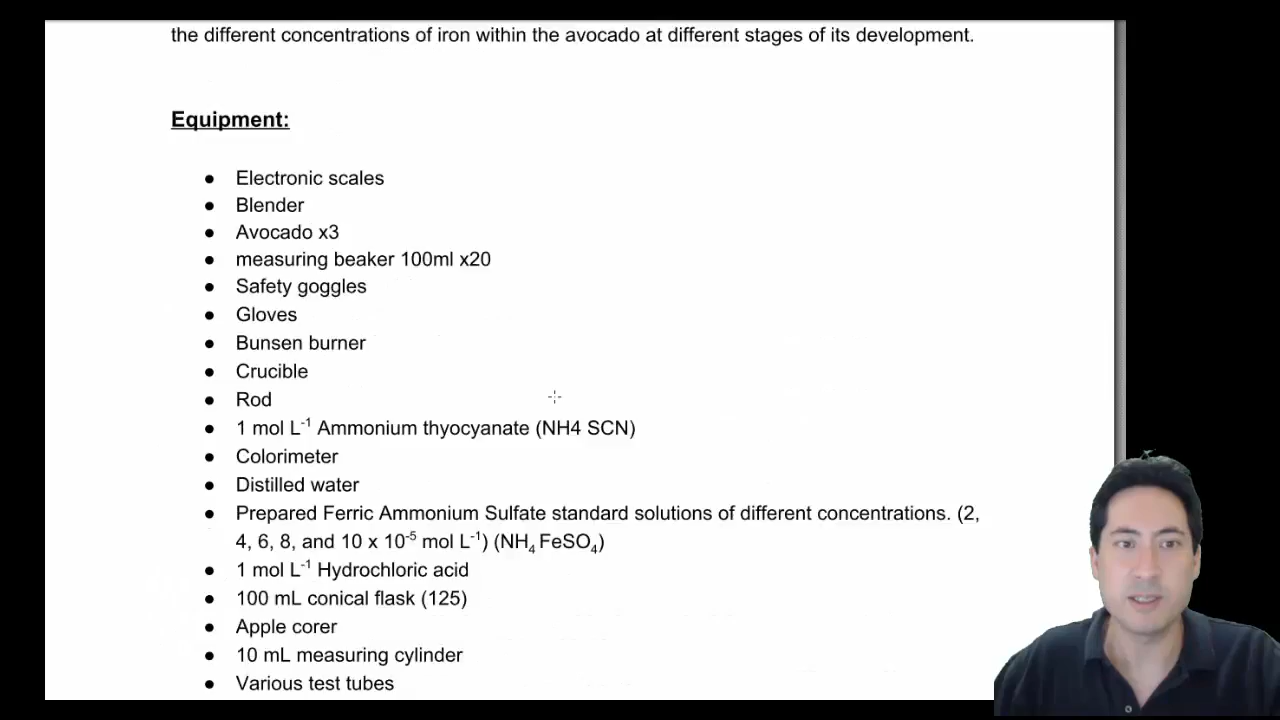 the different concentrations of iron within the avocado at different stages of its development.
Equipment:
● Electronic scales
● Blender
● Avocado x3
● measuring beaker 100ml x20
● Safety goggles
● Gloves
● Bunsen burner
● Crucible
● Rod
● 1 mol L⁻¹ Ammonium thyocyanate (NH4 SCN)
● Colorimeter
● Distilled water
● Prepared Ferric Ammonium Sulfate standard solutions of different concentrations. (2,
4, 6, 8, and 10 x 10⁻⁵ mol L⁻¹) (NH₄ FeSO₄)
● 1 mol L⁻¹ Hydrochloric acid
● 100 mL conical flask (125)
● Apple corer
● 10 mL measuring cylinder
● Various test tubes